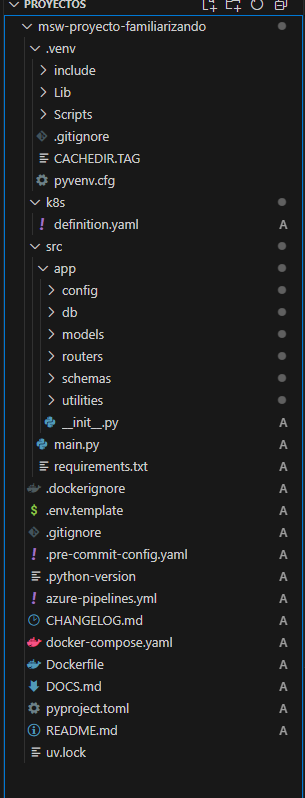 PROYECTOS
msw-proyecto-familiarizando
.venv
include
Lib
Scripts
.gitignore
CACHEDIR.TAG
pyvenv.cfg
k8s
definition.yaml A
src
app
config
db
models
routers
schemas
utilities
__init__.py A
main.py A
requirements.txt A
.dockerignore A
.env.template A
.gitignore A
.pre-commit-config.yaml A
.python-version A
azure-pipelines.yml A
CHANGELOG.md A
docker-compose.yaml A
Dockerfile A
DOCS.md A
pyproject.toml A
README.md A
uv.lock A